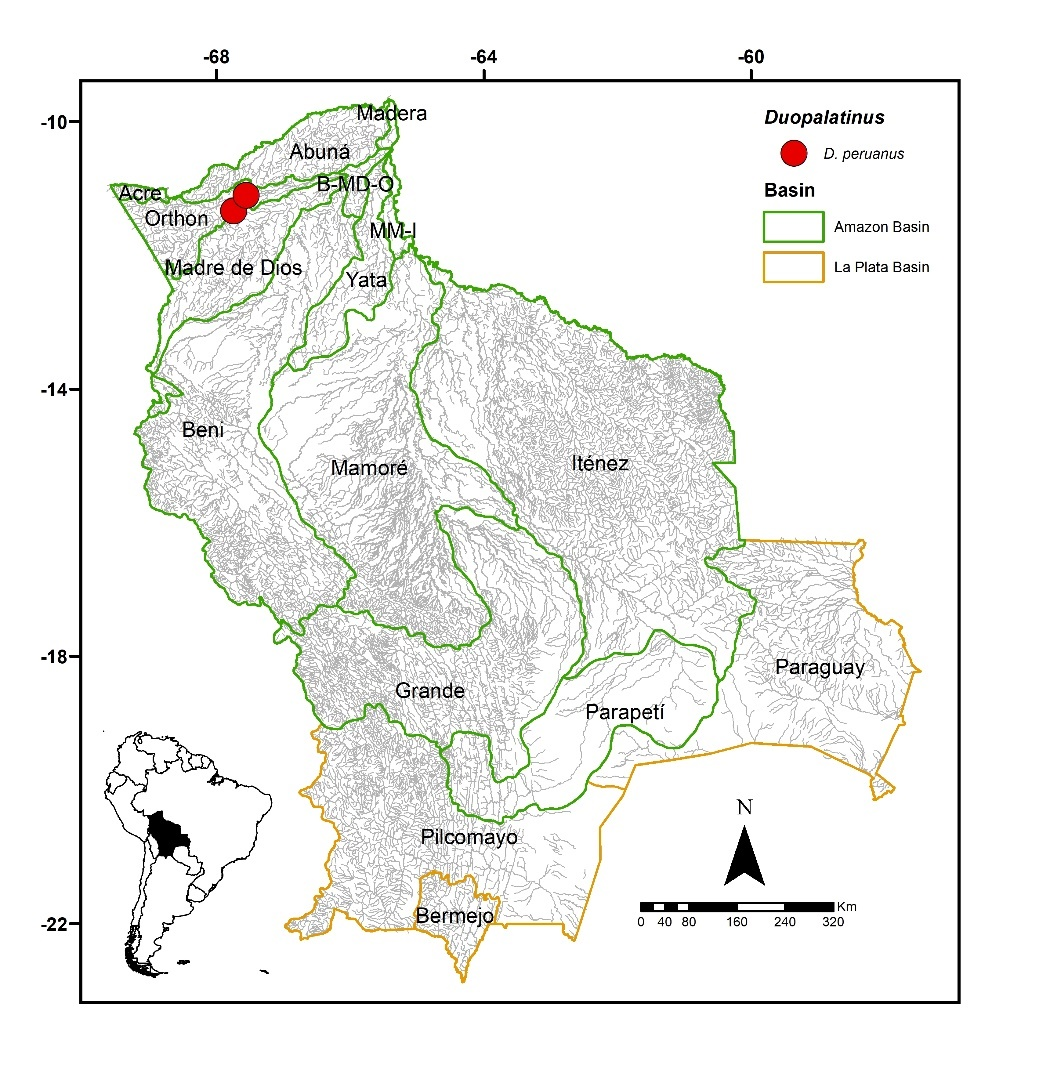 -68 -64 -60
-10
-14
-18
-22
Madera
Abuná
B-MD-O
Acre
Orthon
MM-I
Madre de Dios
Yata
Beni
Mamoré
Iténez
Grande
Parapetí
Paraguay
Pilcomayo
Bermejo
Duopalatinus
D. peruanus
Basin
Amazon Basin
La Plata Basin
N
Km
0 40 80 160 240 320